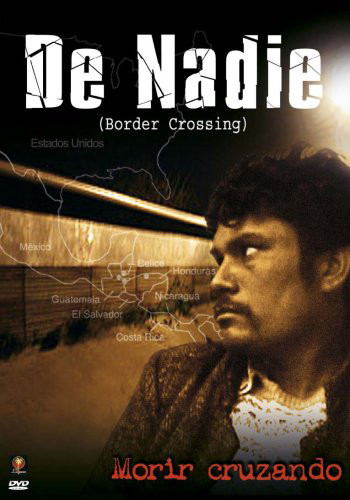 De Nadie
(Border Crossing)
Estados Unidos
México
Belice
Honduras
Guatemala
Nicaragua
El Salvador
Costa Rica
Morir cruzando
DVD